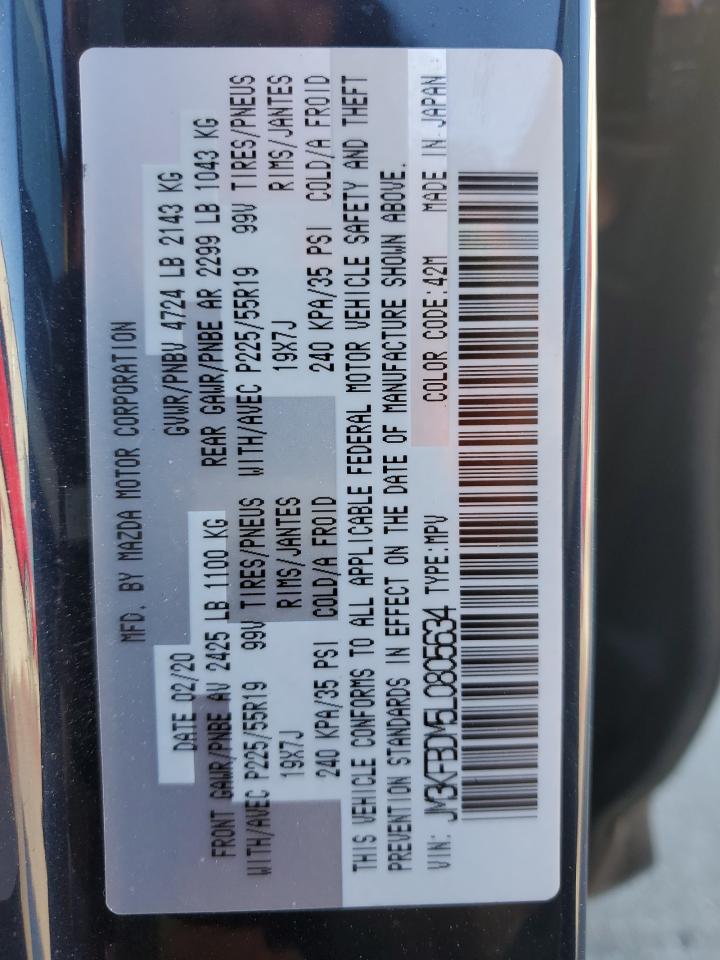 MFD. BY MAZDA MOTOR CORPORATION
DATE 02/20 GVWR/PNBV 4724 LB 2143 KG
FRONT GAWR/PNBE AV 2425 LB 1100 KG REAR GAWR/PNBE AR 2299 LB 1043 KG
WITH/AVEC P225/55R19 99V TIRES/PNEUS WITH/AVEC P225/55R19 99V TIRES/PNEUS
19X7J RIMS/JANTES 19X7J RIMS/JANTES
240 KPA/35 PSI COLD/A FROID 240 KPA/35 PSI COLD/A FROID
THIS VEHICLE CONFORMS TO ALL APPLICABLE FEDERAL MOTOR VEHICLE SAFETY AND THEFT
PREVENTION STANDARDS IN EFFECT ON THE DATE OF MANUFACTURE SHOWN ABOVE.
VIN: JM3KFBDM5L0805634 TYPE:MPV COLOR CODE:42M MADE IN JAPAN